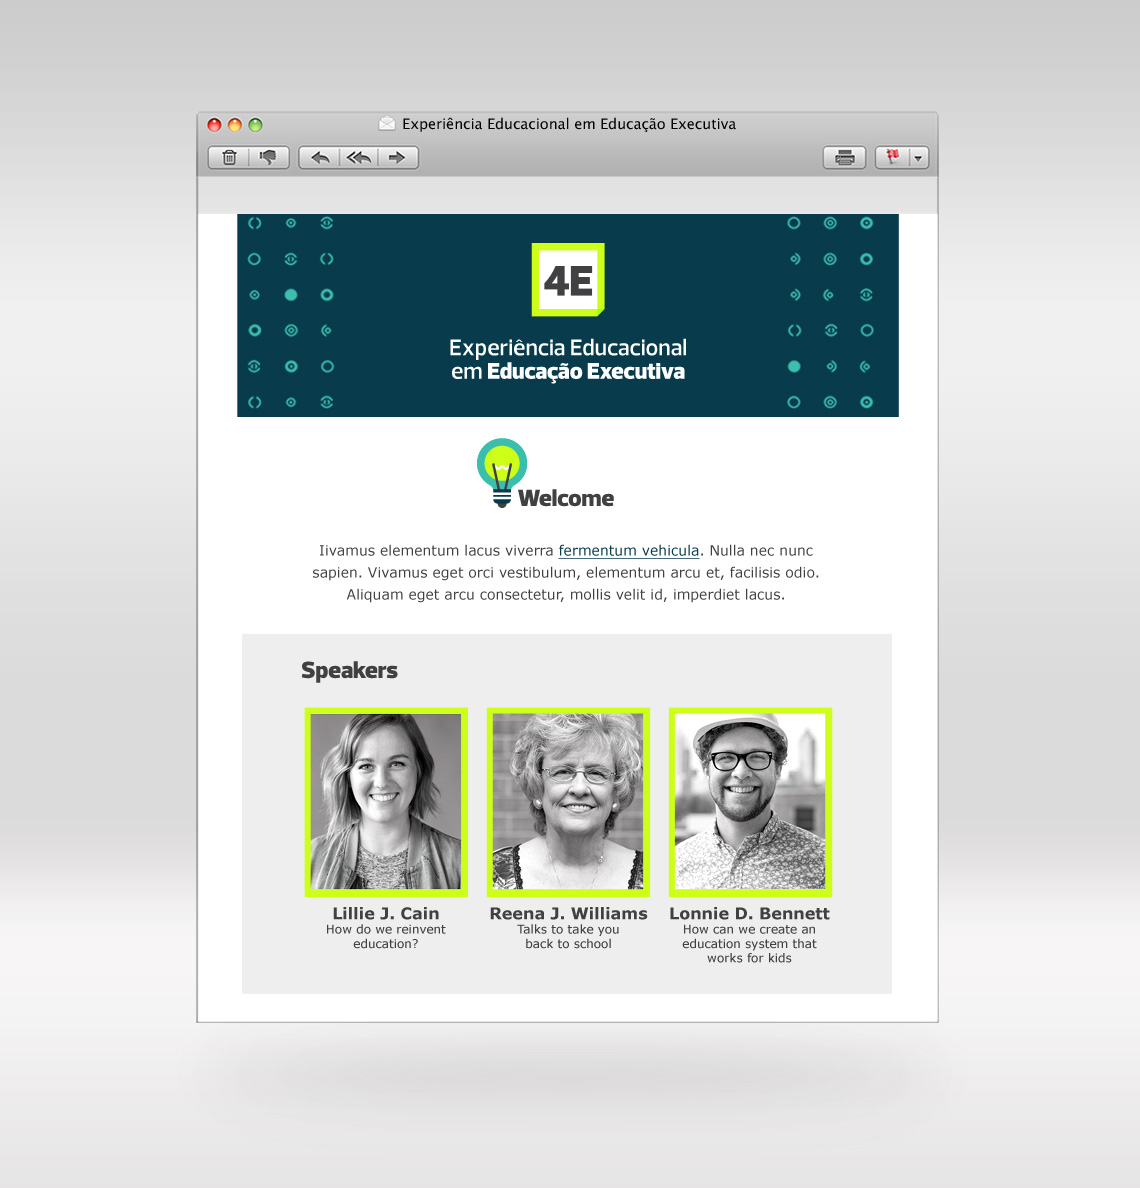 Experiência Educacional em Educação Executiva
4E
Experiência Educacional
em Educação Executiva
Welcome
Iivamus elementum lacus viverra fermentum vehicula. Nulla nec nunc
sapien. Vivamus eget orci vestibulum, elementum arcu et, facilisis odio.
Aliquam eget arcu consectetur, mollis velit id, imperdiet lacus.
Speakers
Lillie J. Cain
How do we reinvent
education?
Reena J. Williams
Talks to take you
back to school
Lonnie D. Bennett
How can we create an
education system that
works for kids